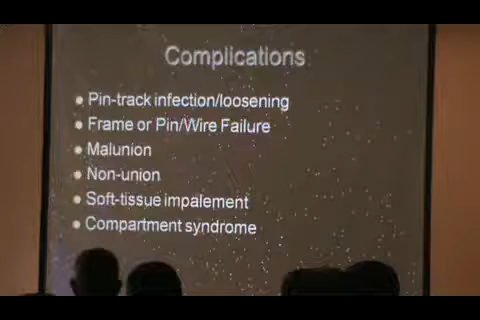 Complications
Pin-track infection/loosening
Frame or Pin/Wire Failure
Malunion
Non-union
Soft-tissue impalement
Compartment syndrome